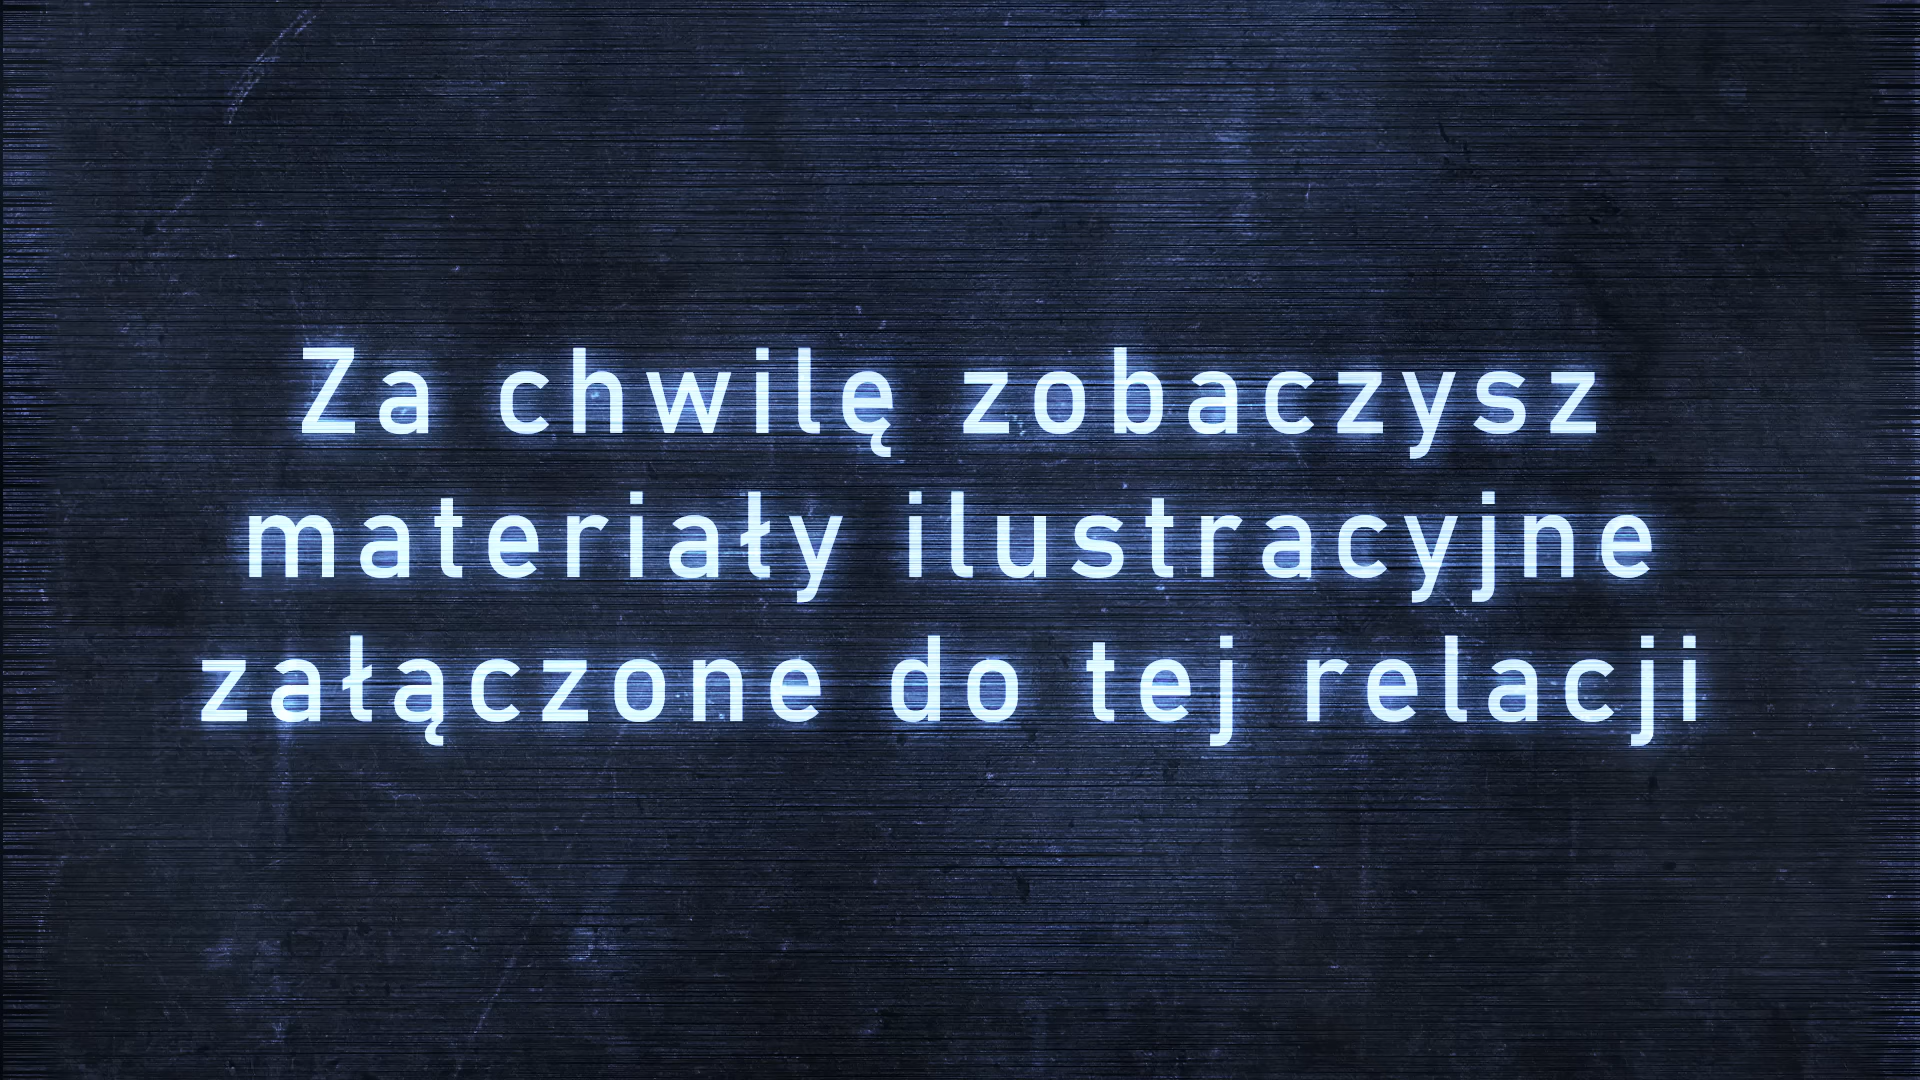 Za chwilę zobaczysz
materiały ilustracyjne
załączone do tej relacji